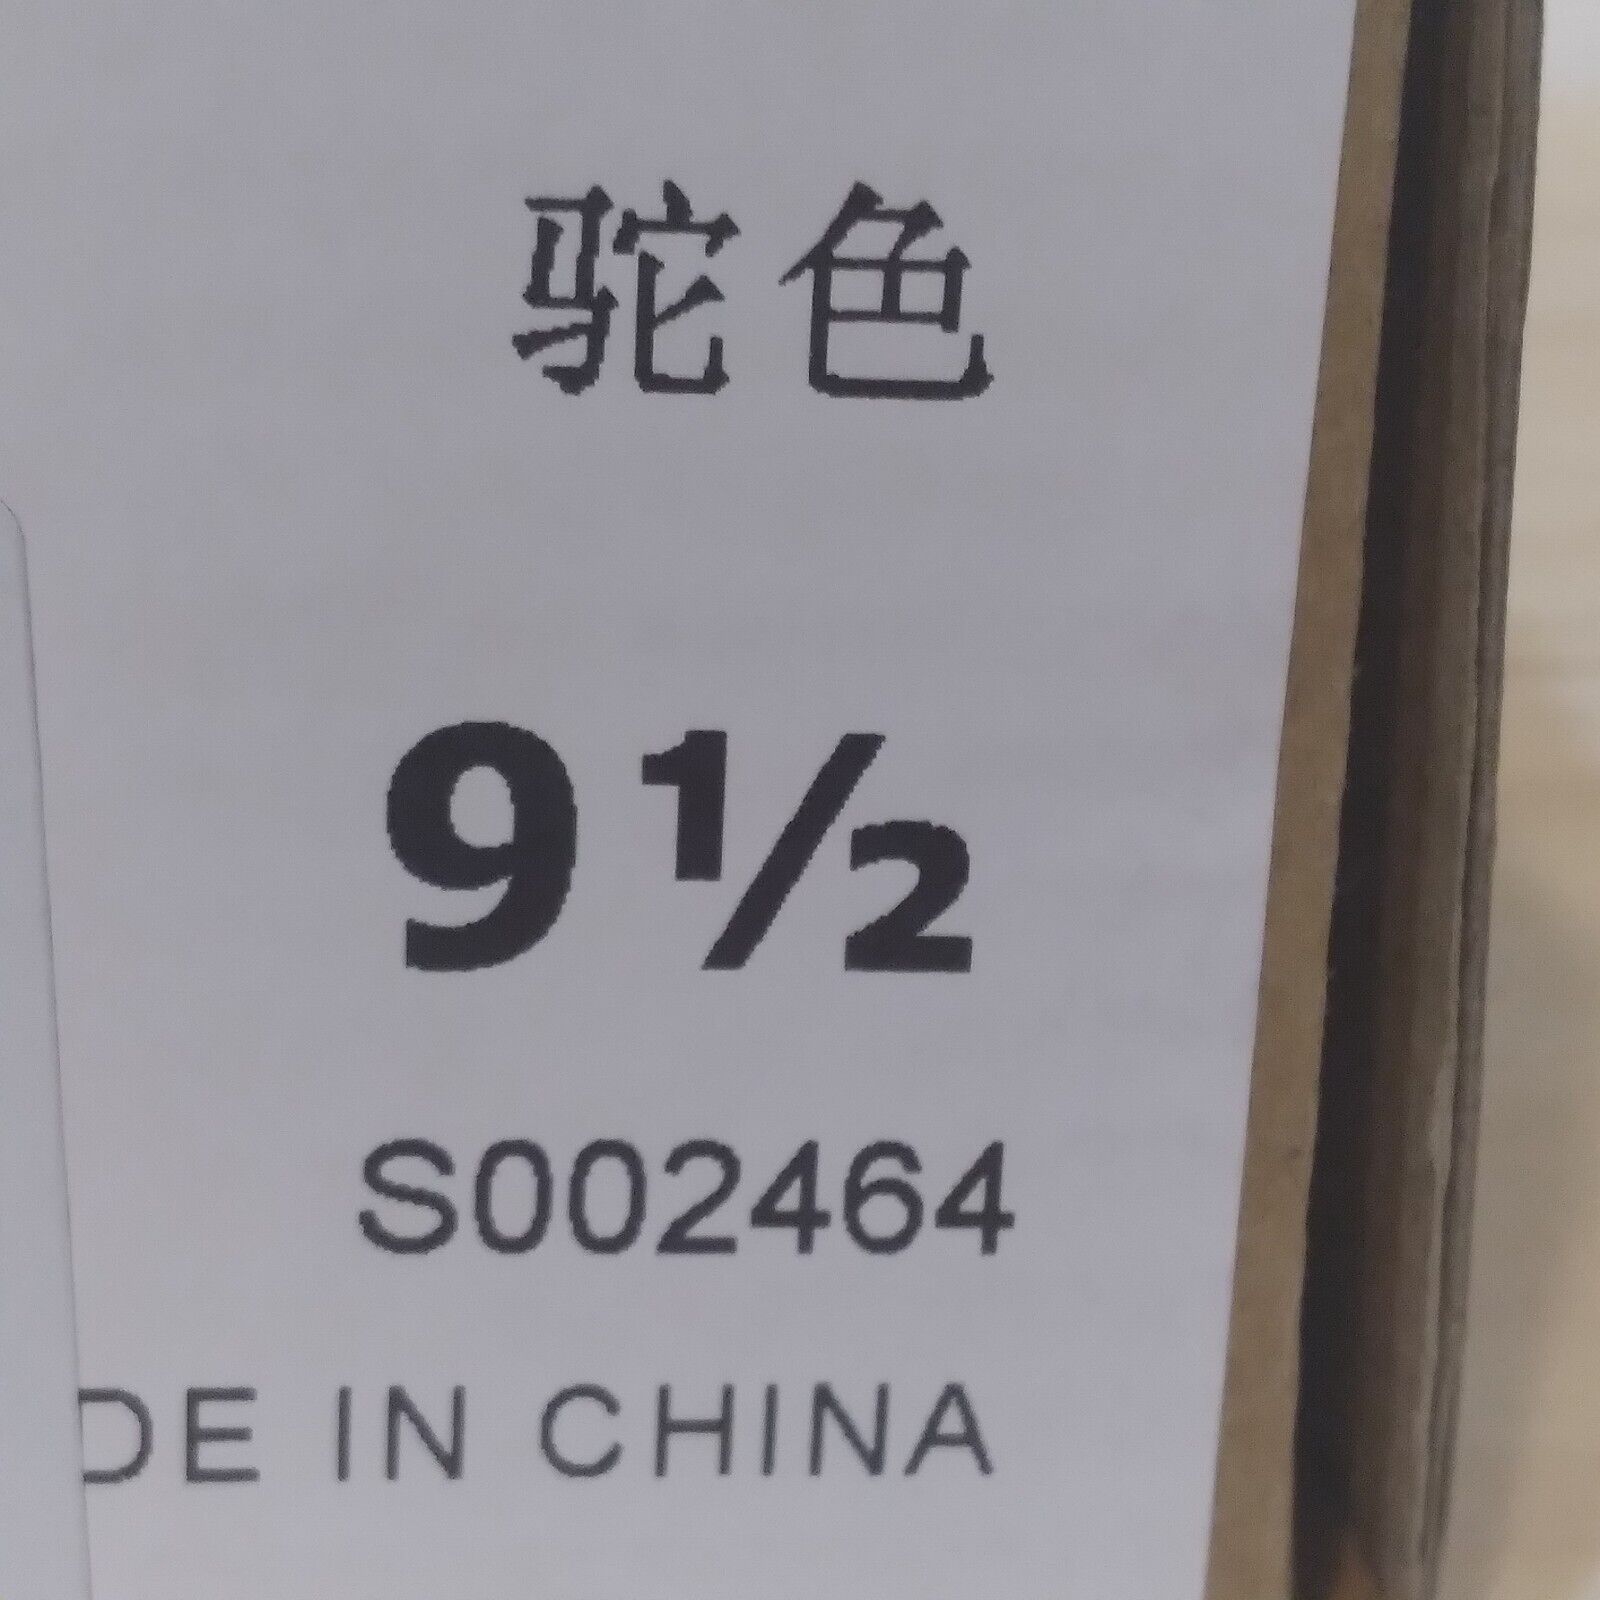 驼色
9½
S002464
DE IN CHINA